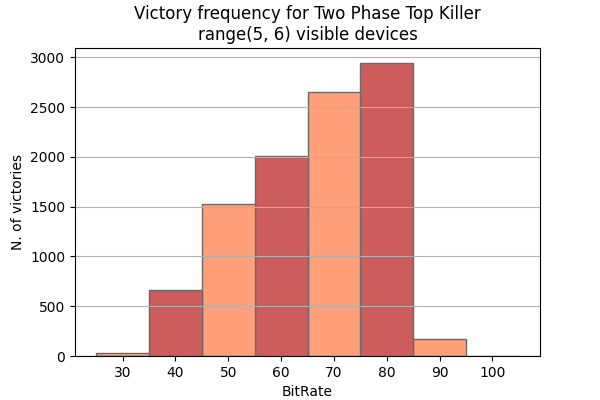 Victory frequency for Two Phase Top Killer
range(5, 6) visible devices
3000
2500
2000
1500
1000
500
0
N. of victories
30 40 50 60 70 80 90 100
BitRate